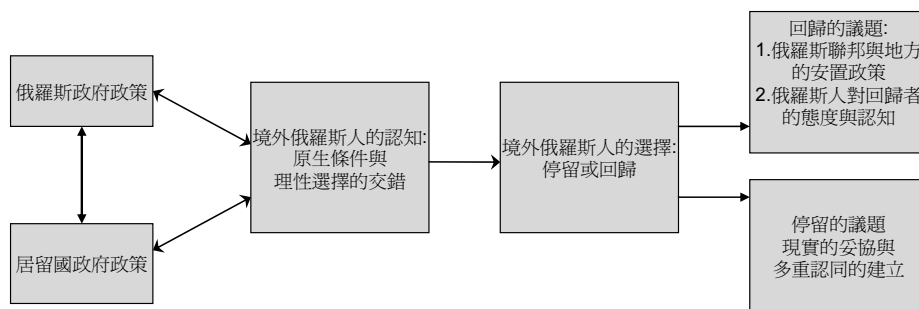 俄羅斯政府政策
居留國政府政策
境外俄羅斯人的認知:
原生條件與
理性選擇的交錯
境外俄羅斯人的選擇:
停留或回歸
回歸的議題:
1.俄羅斯聯邦與地方
的安置政策
2.俄羅斯人對回歸者
的態度與認知
停留的議題
現實的妥協與
多重認同的建立